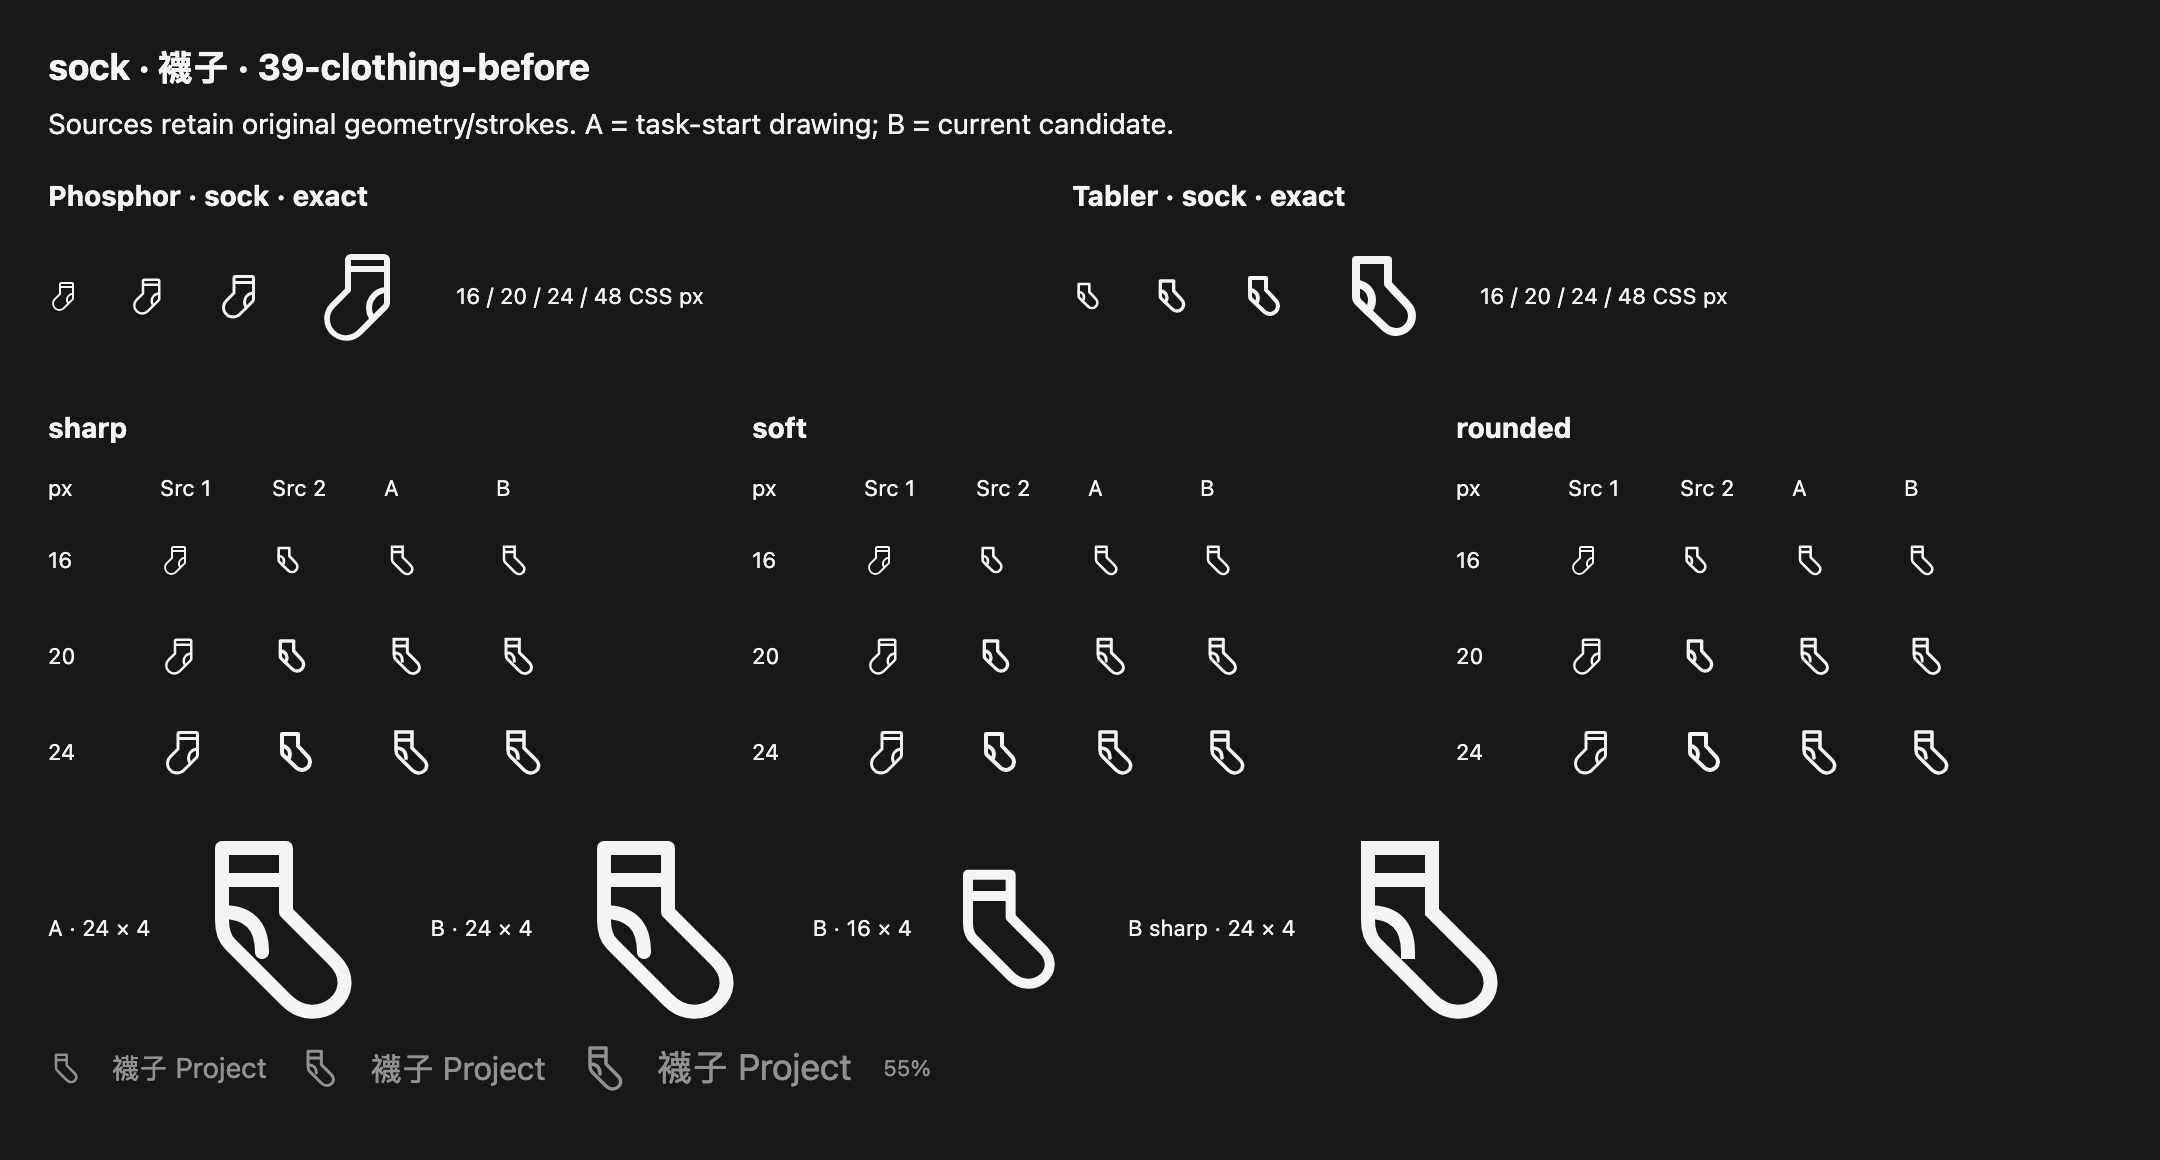 sock · 襪子 · 39-clothing-before
Sources retain original geometry/strokes. A = task-start drawing; B = current candidate.
Phosphor · sock · exact
16 / 20 / 24 / 48 CSS px
Tabler · sock · exact
16 / 20 / 24 / 48 CSS px
sharp
px Src 1 Src 2 A B
16
20
24
soft
px Src 1 Src 2 A B
16
20
24
rounded
px Src 1 Src 2 A B
16
20
24
A · 24 × 4
B · 24 × 4
B · 16 × 4
B sharp · 24 × 4
襪子 Project 襪子 Project 襪子 Project 55%